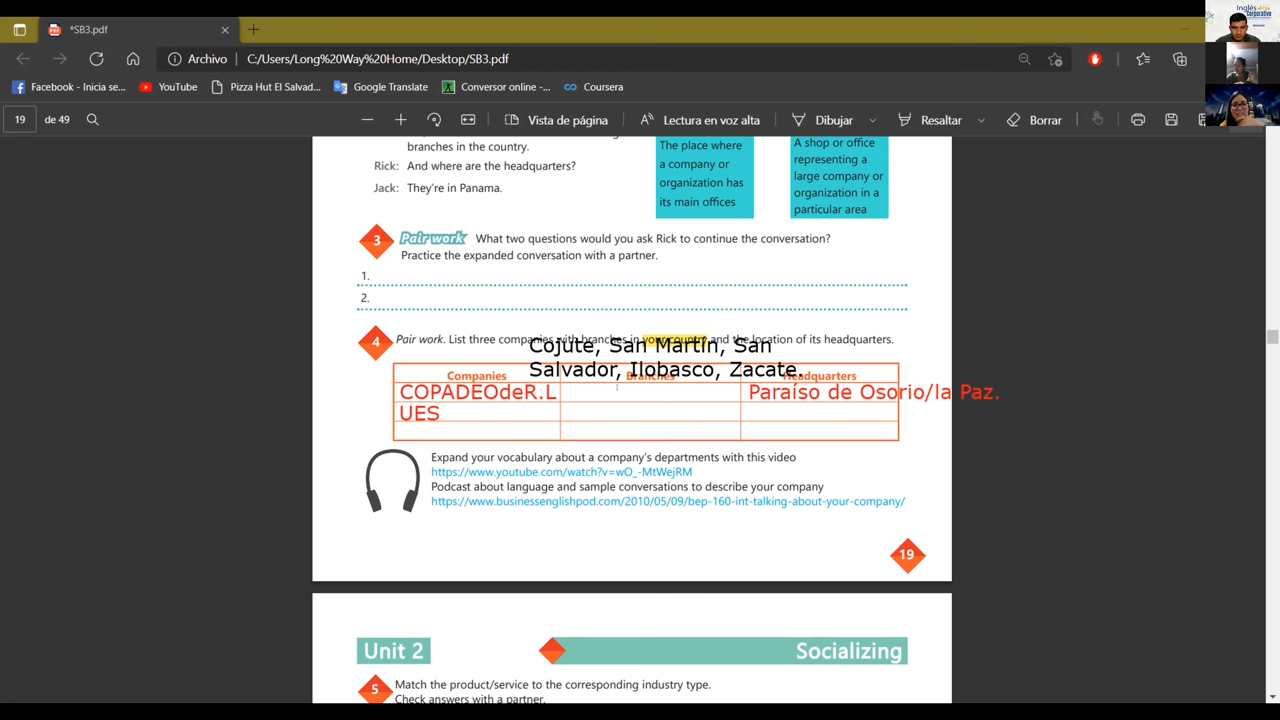 *SB3.pdf
Archivo
C:/Users/Long%20Way%20Home/Desktop/SB3.pdf
Facebook - Inicia se...
YouTube
Pizza Hut El Salvad...
Google Translate
Conversor online -...
Coursera
19 de 49
Vista de página
Lectura en voz alta
Dibujar
Resaltar
Borrar
Inglés
Corporativo
branches in the country.
Rick: And where are the headquarters?
Jack: They're in Panama.
The place where
a company or
organization has
its main offices
A shop or office
representing a
large company or
organization in a
particular area
3 Pair work What two questions would you ask Rick to continue the conversation?
Practice the expanded conversation with a partner.
1.
2.
4 Pair work. List three companies with branches in your country and the location of its headquarters.
Cojute, San Martín, San
Salvador, Ilobasco, Zacate.
Companies Branches Headquarters
COPADEOdeR.L Paraíso de Osorio/la Paz.
UES
Expand your vocabulary about a company's departments with this video
https://www.youtube.com/watch?v=wO_-MtWejRM
Podcast about language and sample conversations to describe your company
https://www.businessenglishpod.com/2010/05/09/bep-160-int-talking-about-your-company/
19
Unit 2 Socializing
5 Match the product/service to the corresponding industry type.
Check answers with a partner.